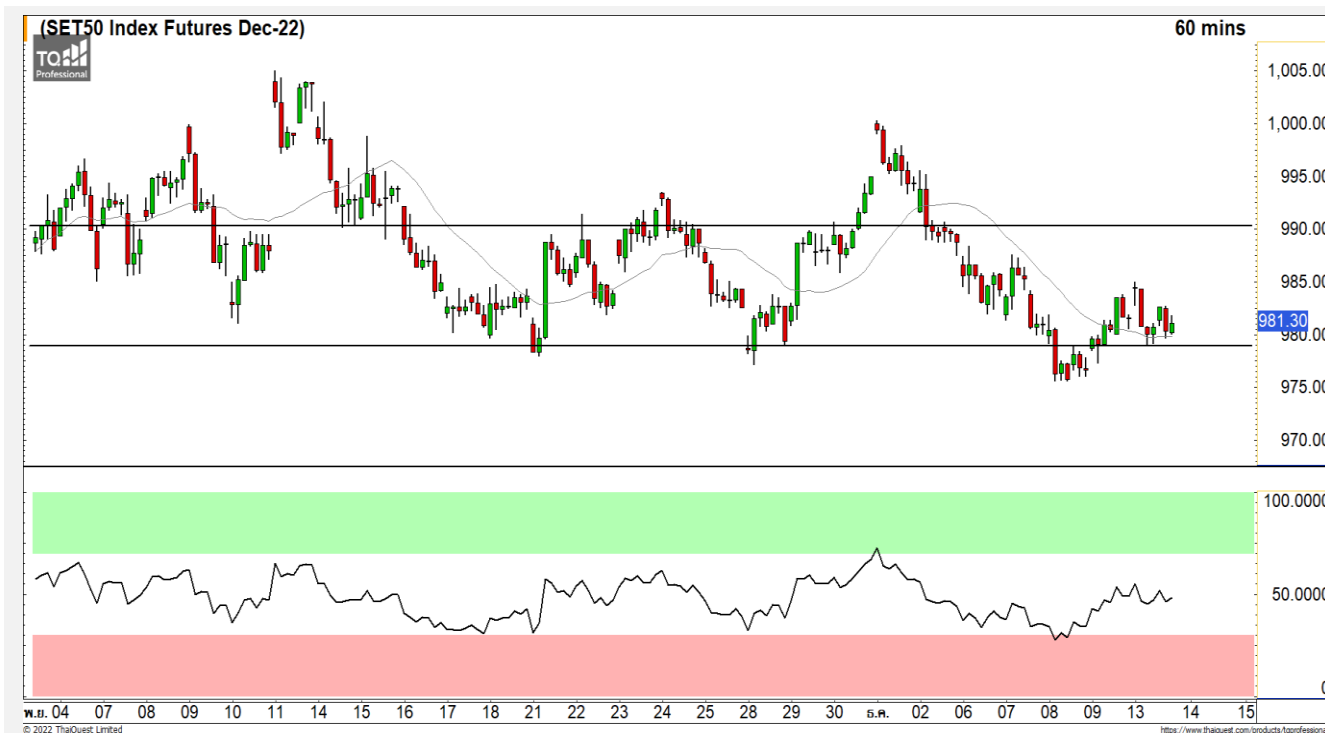 (SET50 Index Futures Dec-22)
60 mins
TQ
Professional
1,005.00
1,000.00
995.00
990.00
985.00
981.30
980.00
975.00
970.00
100.0000
50.0000
0
พ.ย. 04 07 08 09 10 11 14 15 16 17 18 21 22 23 24 25 28 29 30 ธ.ค. 02 06 07 08 09 13 14 15
© 2022 ThaiQuest Limited
https://www.thaiquest.com/products/tqprofessional